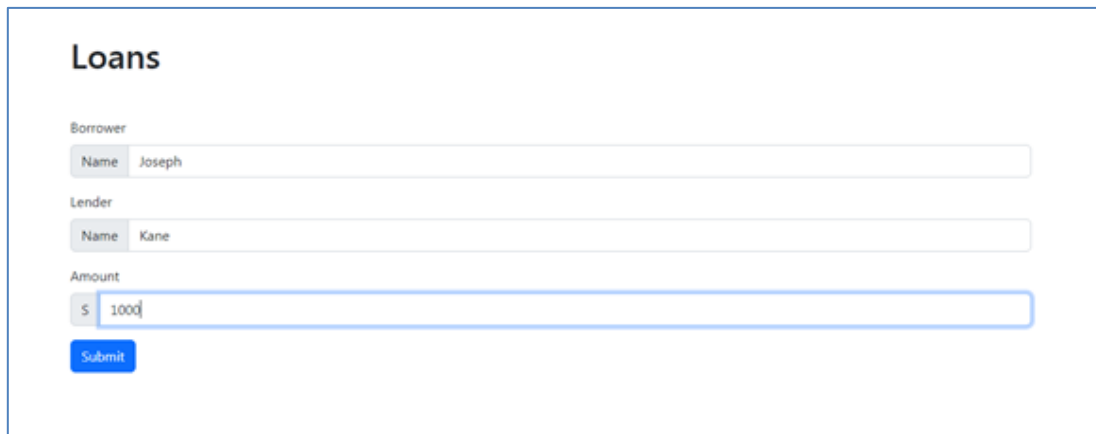 Loans
Borrower
Name Joseph
Lender
Name Kane
Amount
$ 1000
Submit